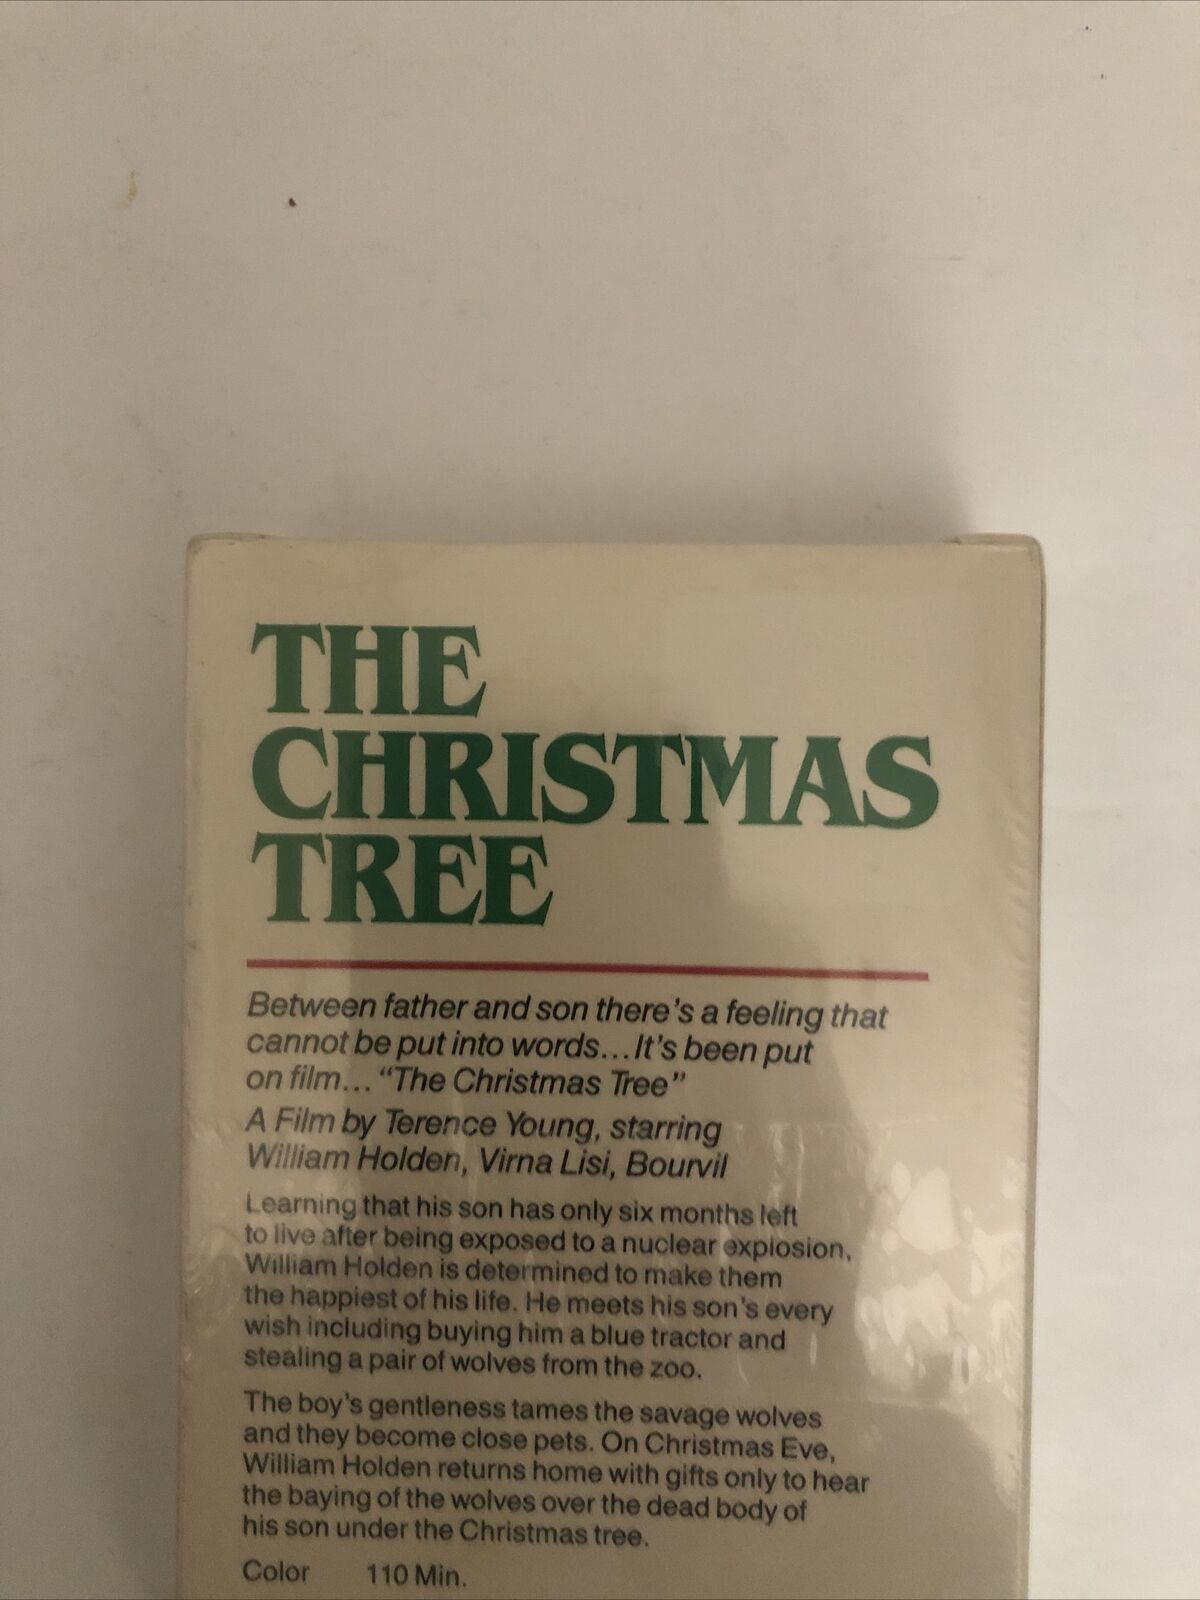 THE
CHRISTMAS
TREE
Between father and son there's a feeling that
cannot be put into words...It's been put
on film... "The Christmas Tree"
A Film by Terence Young, starring
William Holden, Virna Lisi, Bourvil
Learning that his son has only six months left
to live after being exposed to a nuclear explosion,
William Holden is determined to make them
the happiest of his life. He meets his son's every
wish including buying him a blue tractor and
stealing a pair of wolves from the zoo.
The boy's gentleness tames the savage wolves
and they become close pets. On Christmas Eve,
William Holden returns home with gifts only to hear
the baying of the wolves over the dead body of
his son under the Christmas tree.
Color 110 Min.